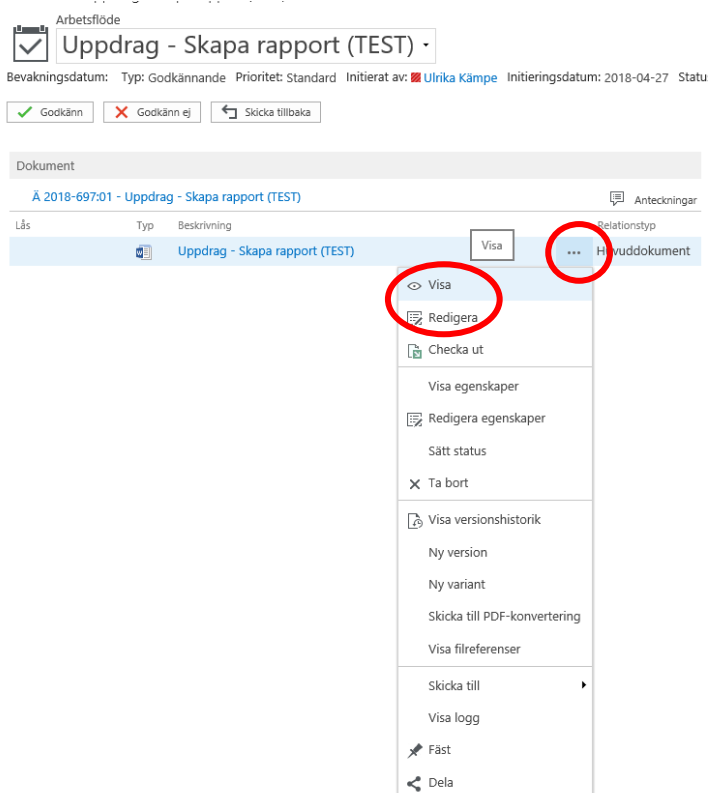 Arbetsflöde
Uppdrag - Skapa rapport (TEST)
Bevakningsdatum: Typ: Godkännande Prioritet: Standard Initierat av: Ulrika Kämpe Initieringsdatum: 2018-04-27 Status
Godkänn Godkänn ej Skicka tillbaka
Dokument
Ä 2018-697:01 - Uppdrag - Skapa rapport (TEST) Anteckningar
Lås Typ Beskrivning Relationstyp
Uppdrag - Skapa rapport (TEST) Visa ... Huvuddokument
Visa
Redigera
Checka ut
Visa egenskaper
Redigera egenskaper
Sätt status
Ta bort
Visa versionshistorik
Ny version
Ny variant
Skicka till PDF-konvertering
Visa filreferenser
Skicka till
Visa logg
Fäst
Dela